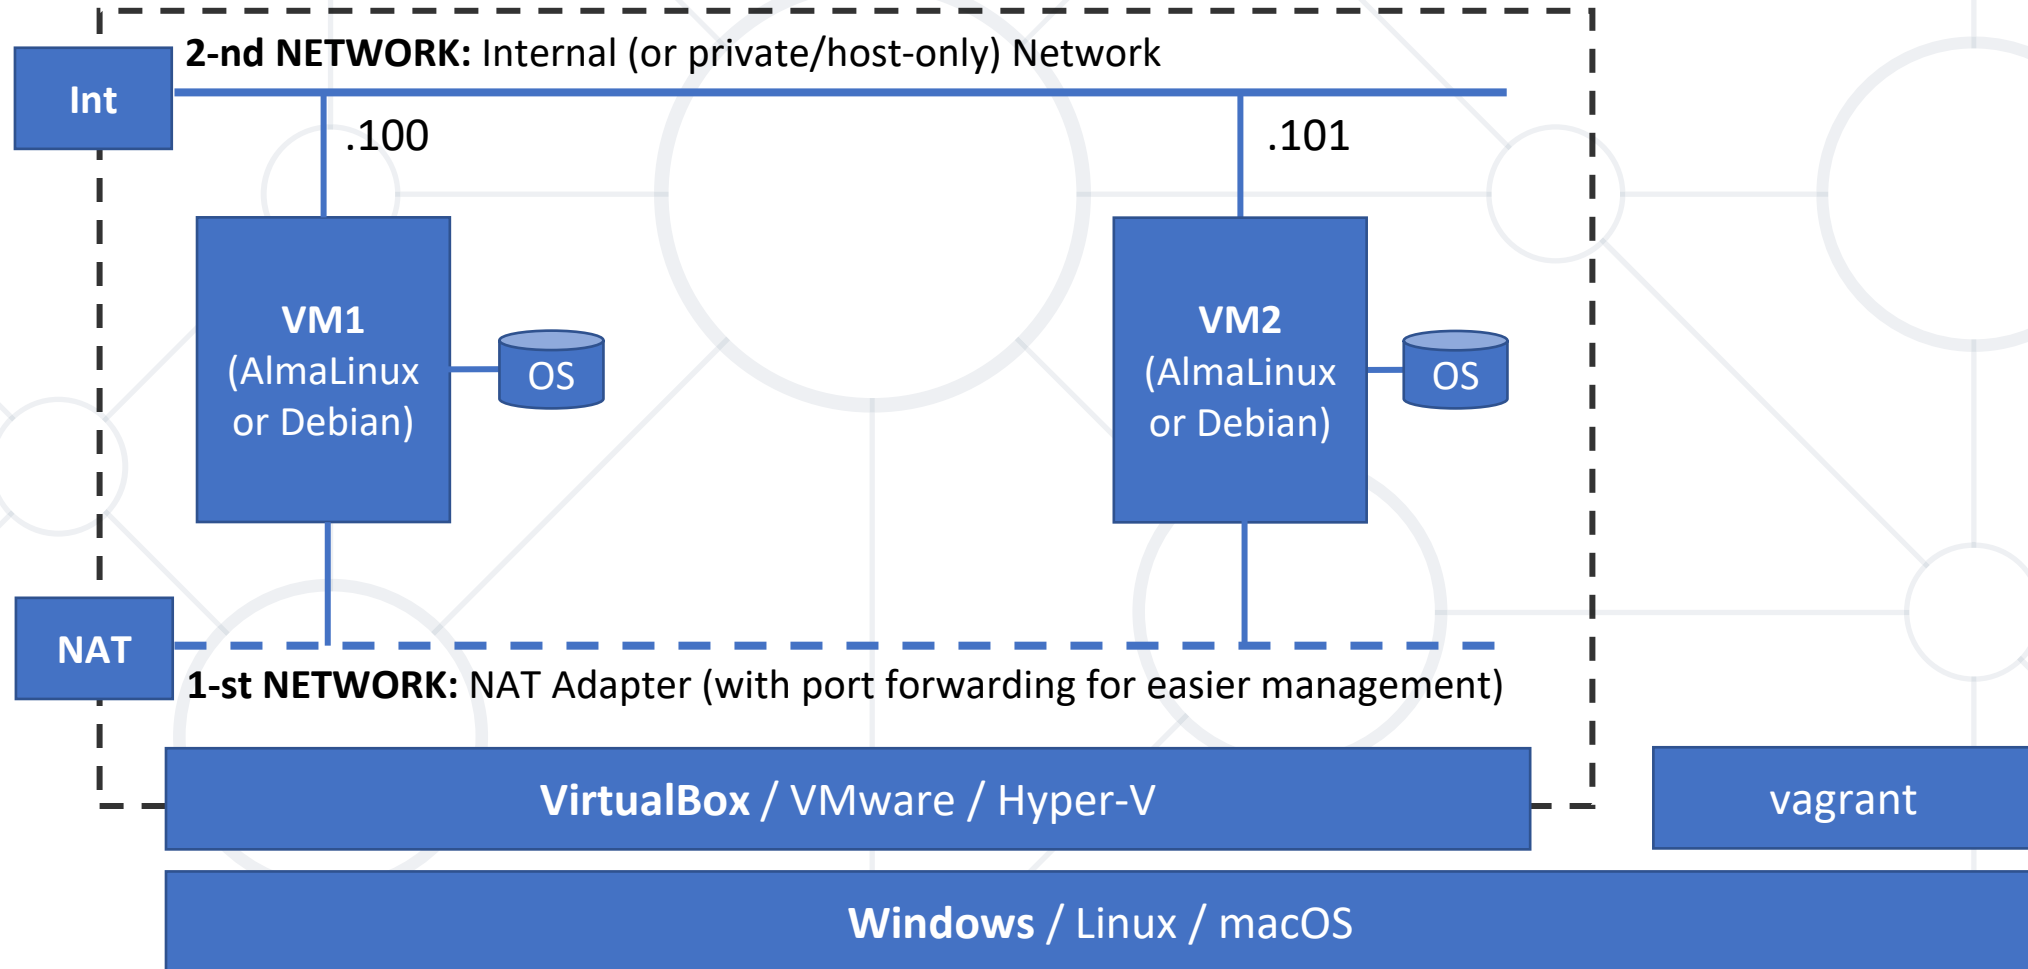 2-nd NETWORK: Internal (or private/host-only) Network
Int
.100
.101
VM1
(AlmaLinux
or Debian)
OS
VM2
(AlmaLinux
or Debian)
OS
NAT
1-st NETWORK: NAT Adapter (with port forwarding for easier management)
VirtualBox / VMware / Hyper-V
vagrant
Windows / Linux / macOS